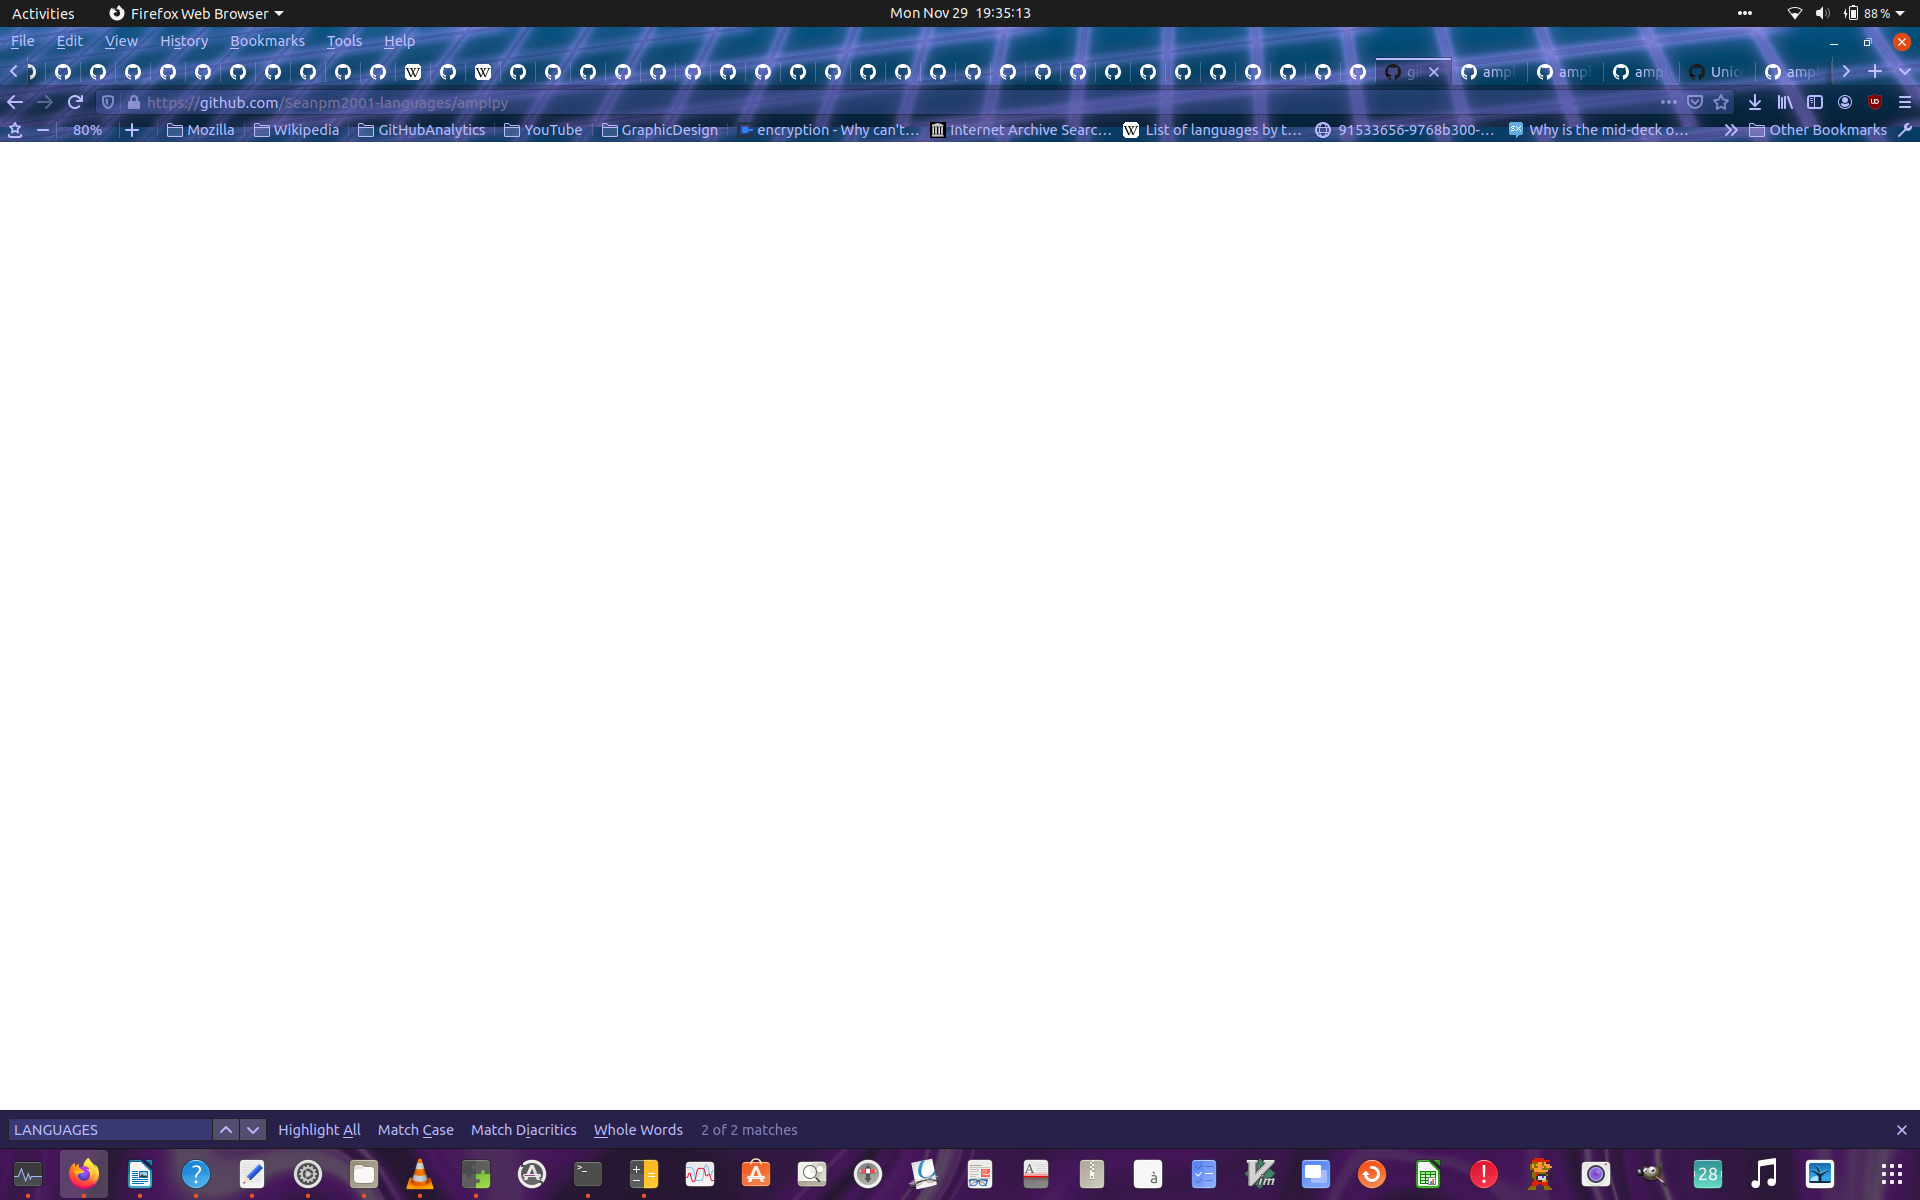 Activities Firefox Web Browser Mon Nov 29 19:35:13 88%
File Edit View History Bookmarks Tools Help
gi ampl ampl ampl Unico ampl
https://github.com/Seanpm2001-languages/amplpy
80% Mozilla Wikipedia GitHubAnalytics YouTube GraphicDesign encryption - Why can't… Internet Archive Searc… W List of languages by t… 91533656-9768b300-… Why is the mid-deck o… Other Bookmarks
LANGUAGES Highlight All Match Case Match Diacritics Whole Words 2 of 2 matches
28